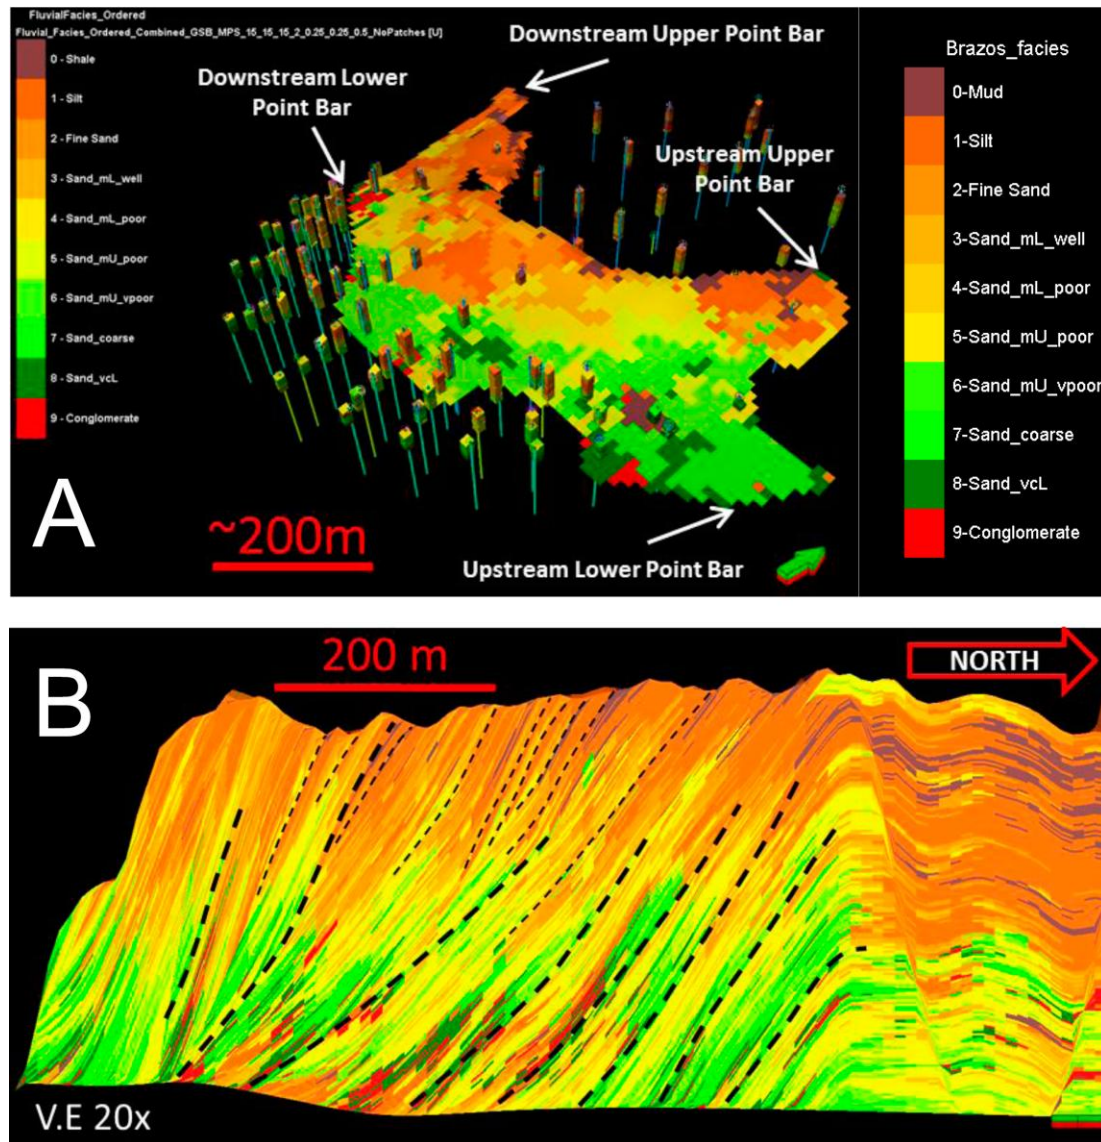 FluvialFacies_Ordered
Fluvial_Facies_Ordered_Combined_GSB_MPS_15_15_15_2_0.25_0.25_0.5_NoPatches [U]
0 - Shale
1 - Silt
2 - Fine Sand
3 - Sand_mL_well
4 - Sand_mL_poor
5 - Sand_mU_poor
6 - Sand_mU_vpoor
7 - Sand_coarse
8 - Sand_vcL
9 - Conglomerate
Downstream Upper Point Bar
Downstream Lower
Point Bar
Upstream Upper
Point Bar
Upstream Lower Point Bar
A
~200m
Brazos_facies
0-Mud
1-Silt
2-Fine Sand
3-Sand_mL_well
4-Sand_mL_poor
5-Sand_mU_poor
6-Sand_mU_vpoor
7-Sand_coarse
8-Sand_vcL
9-Conglomerate
B
200 m
NORTH
V.E 20x